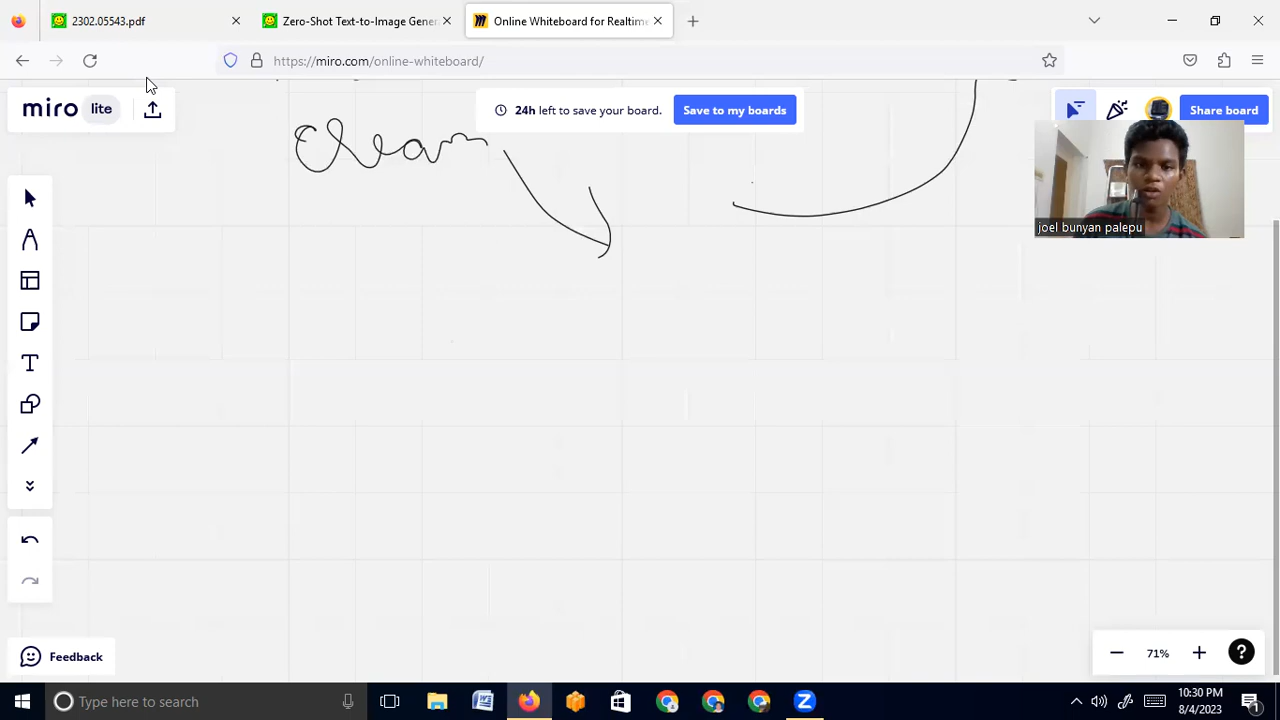 2302.05543.pdf
Zero-Shot Text-to-Image Gener
Online Whiteboard for Realtime
https://miro.com/online-whiteboard/
miro lite
24h left to save your board.
Save to my boards
Share board
joel bunyan palepu
T
Feedback
71%
?
Type here to search
10:30 PM
8/4/2023